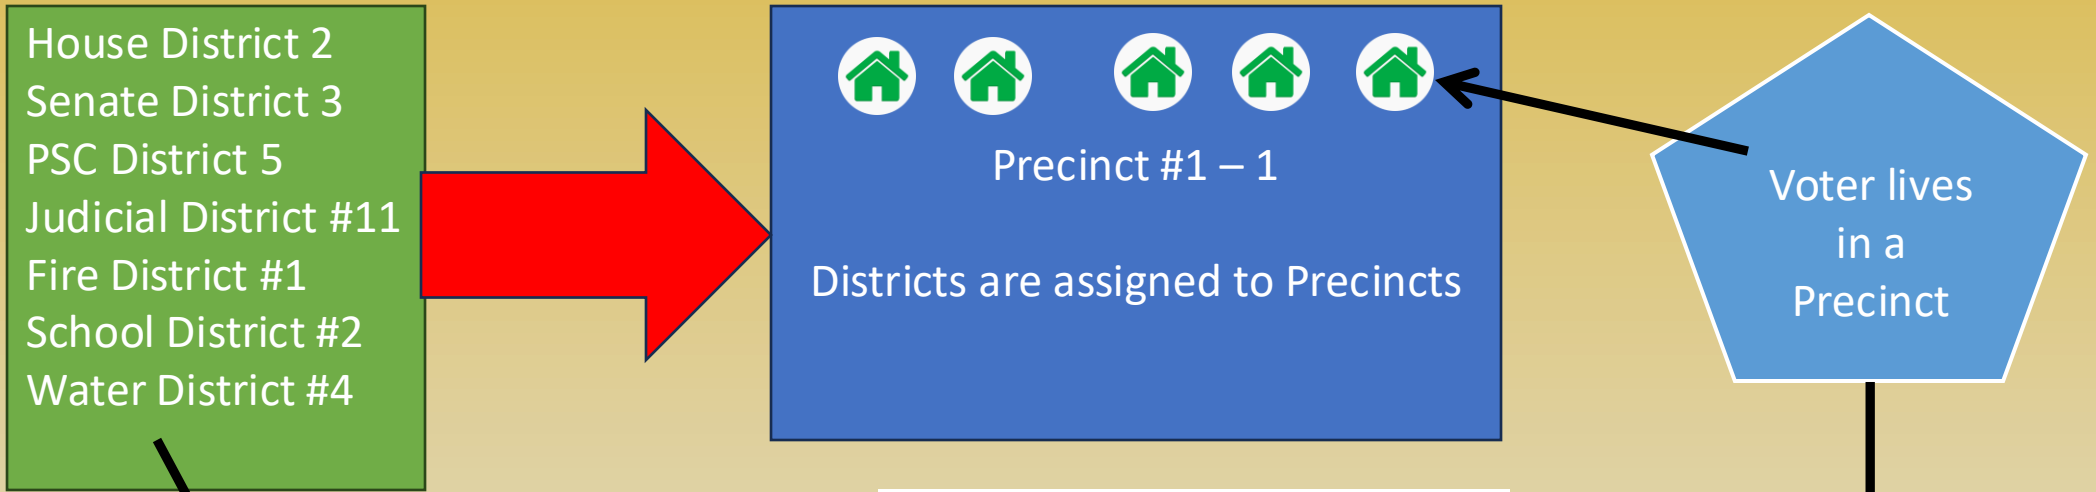 House District 2
Senate District 3
PSC District 5
Judicial District #11
Fire District #1
School District #2
Water District #4
Precinct #1 – 1
Districts are assigned to Precincts
Voter lives
in a
Precinct